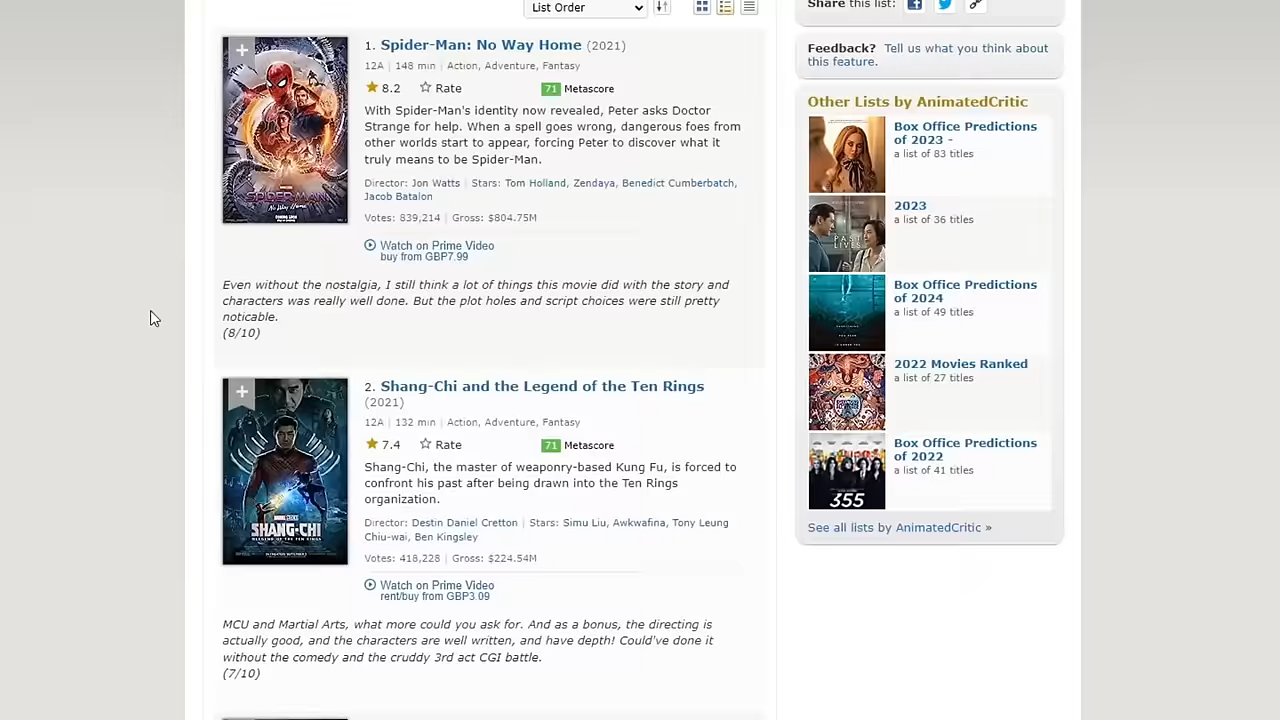 List Order
1. Spider-Man: No Way Home (2021)
12A | 148 min | Action, Adventure, Fantasy
8.2 Rate 71 Metascore
With Spider-Man's identity now revealed, Peter asks Doctor
Strange for help. When a spell goes wrong, dangerous foes from
other worlds start to appear, forcing Peter to discover what it
truly means to be Spider-Man.
Director: Jon Watts | Stars: Tom Holland, Zendaya, Benedict Cumberbatch,
Jacob Batalon
Votes: 839,214 | Gross: $804.75M
Watch on Prime Video
buy from GBP7.99
SPIDER-MAN
No Way Home
Even without the nostalgia, I still think a lot of things this movie did with the story and
characters was really well done. But the plot holes and script choices were still pretty
noticable.
(8/10)
2. Shang-Chi and the Legend of the Ten Rings
(2021)
12A | 132 min | Action, Adventure, Fantasy
7.4 Rate 71 Metascore
Shang-Chi, the master of weaponry-based Kung Fu, is forced to
confront his past after being drawn into the Ten Rings
organization.
Director: Destin Daniel Cretton | Stars: Simu Liu, Awkwafina, Tony Leung
Chiu-wai, Ben Kingsley
Votes: 418,228 | Gross: $224.54M
Watch on Prime Video
rent/buy from GBP3.09
SHANG-CHI
MCU and Martial Arts, what more could you ask for. And as a bonus, the directing is
actually good, and the characters are well written, and have depth! Could've done it
without the comedy and the cruddy 3rd act CGI battle.
(7/10)
Share this list:
Feedback? Tell us what you think about
this feature.
Other Lists by AnimatedCritic
Box Office Predictions
of 2023 -
a list of 83 titles
2023
a list of 36 titles
PAST
LIVES
Box Office Predictions
of 2024
a list of 49 titles
2022 Movies Ranked
a list of 27 titles
Box Office Predictions
of 2022
a list of 41 titles
355
See all lists by AnimatedCritic »